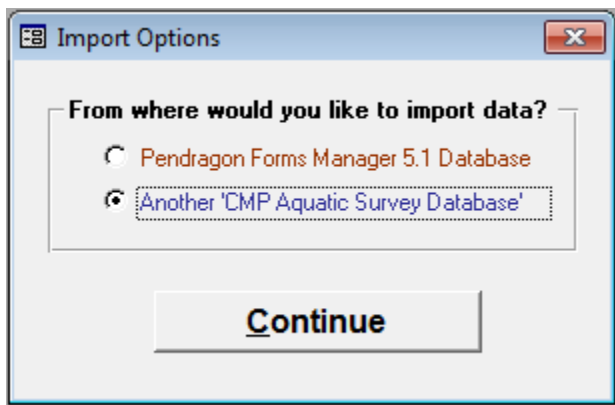 Import Options
From where would you like to import data?
Pendragon Forms Manager 5.1 Database
Another 'CMP Aquatic Survey Database'
Continue